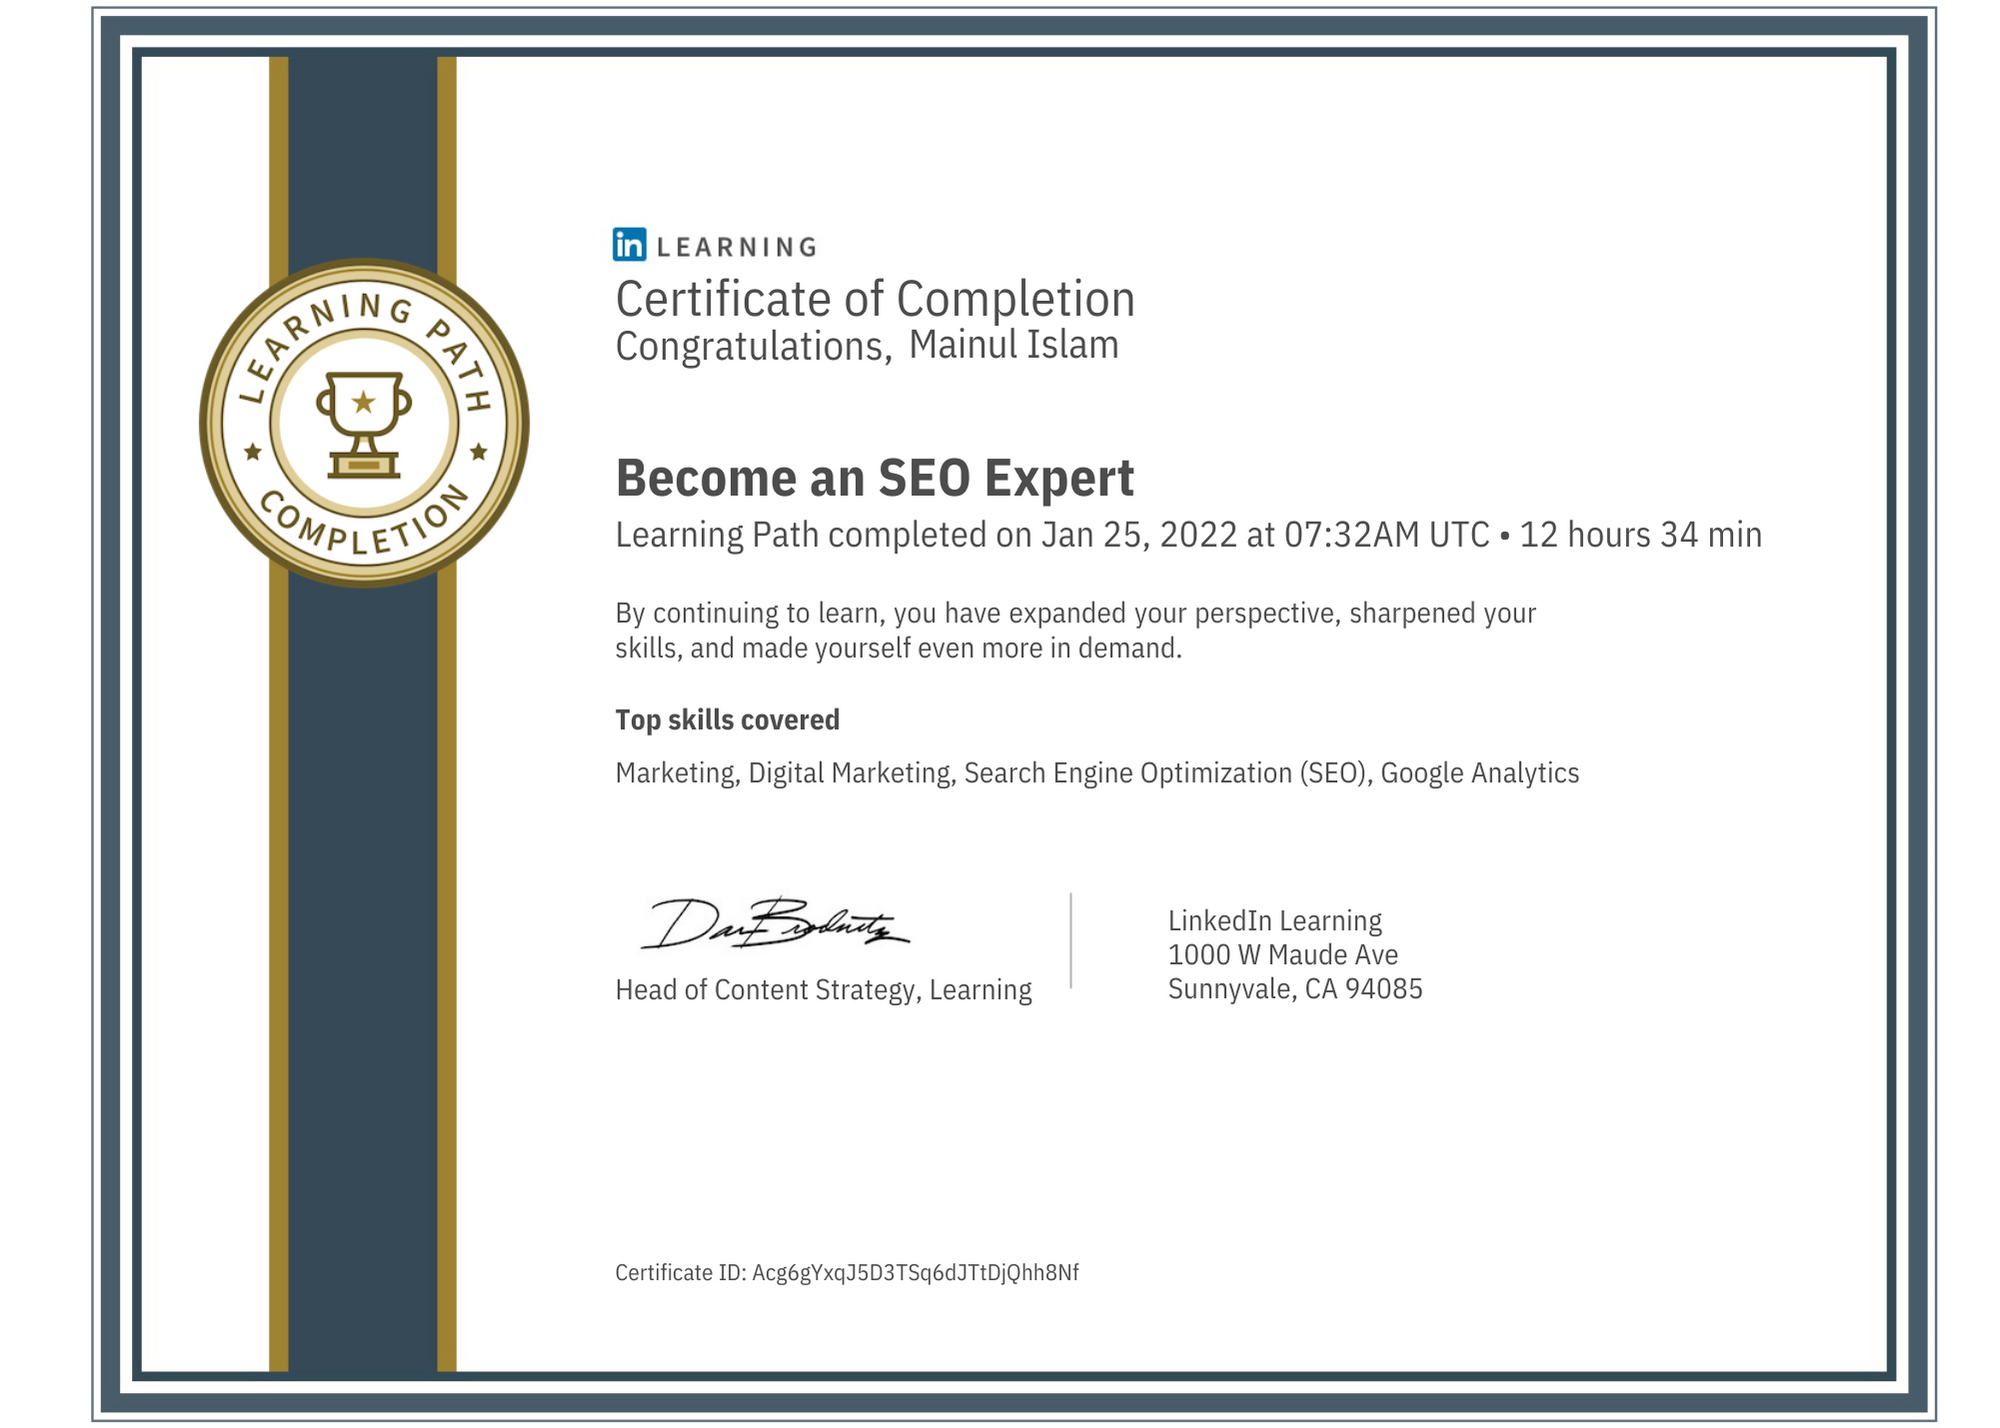 LEARNING PATH
COMPLETION
in LEARNING
Certificate of Completion
Congratulations, Mainul Islam
Become an SEO Expert
Learning Path completed on Jan 25, 2022 at 07:32AM UTC • 12 hours 34 min
By continuing to learn, you have expanded your perspective, sharpened your
skills, and made yourself even more in demand.
Top skills covered
Marketing, Digital Marketing, Search Engine Optimization (SEO), Google Analytics
Dan Brodnitz
Head of Content Strategy, Learning
LinkedIn Learning
1000 W Maude Ave
Sunnyvale, CA 94085
Certificate ID: Acg6gYxqJ5D3TSq6dJTtDjQhh8Nf